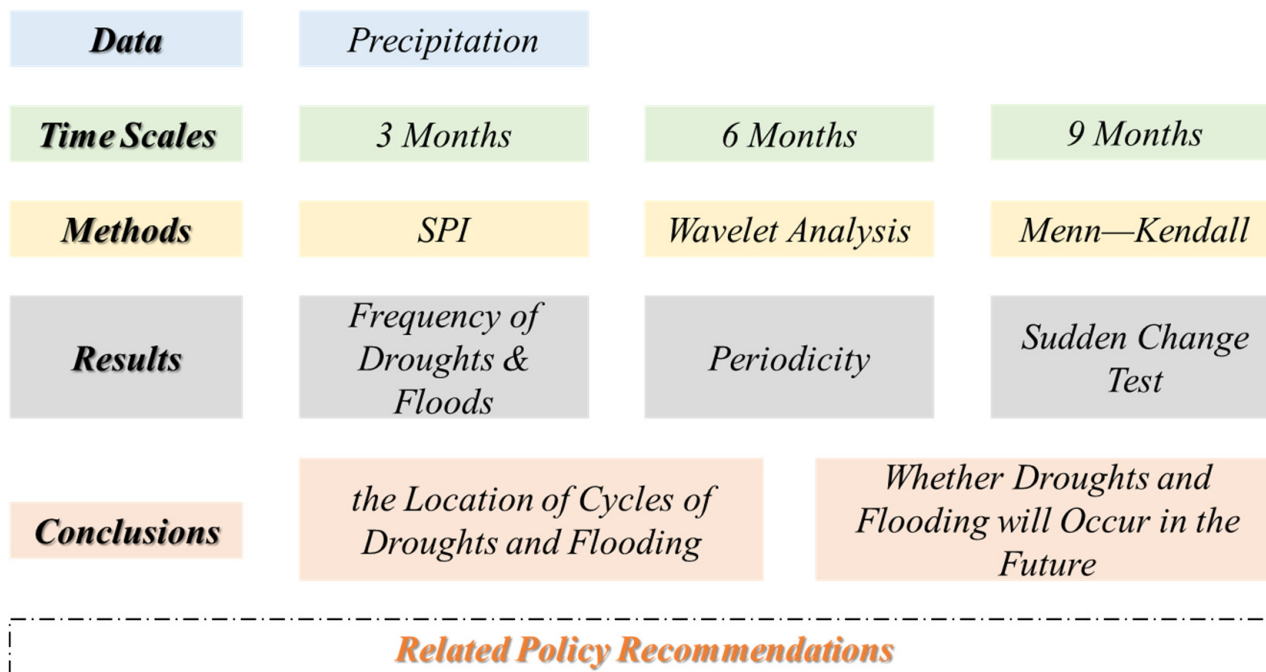 Data
Precipitation
Time Scales
3 Months
6 Months
9 Months
Methods
SPI
Wavelet Analysis
Menn—Kendall
Results
Frequency of
Droughts &
Floods
Periodicity
Sudden Change
Test
Conclusions
the Location of Cycles of
Droughts and Flooding
Whether Droughts and
Flooding will Occur in the
Future
Related Policy Recommendations